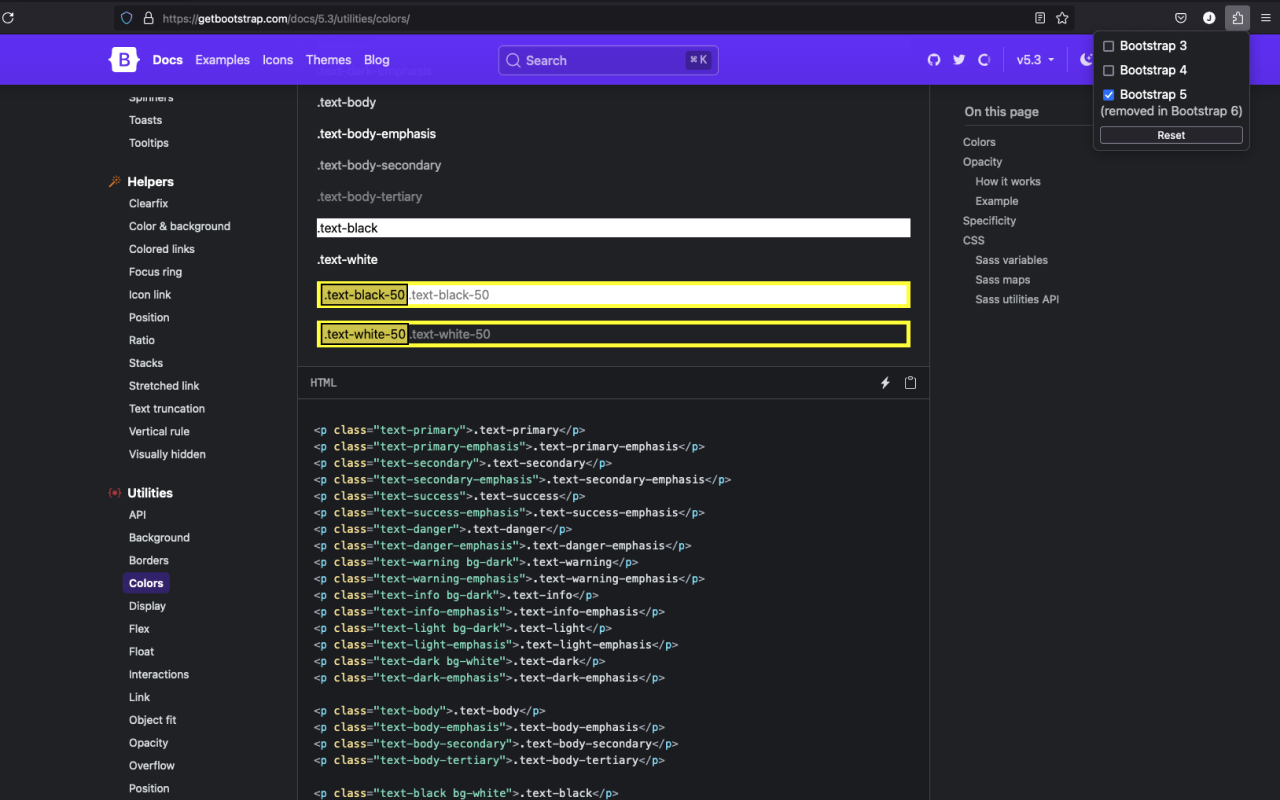 https://getbootstrap.com/docs/5.3/utilities/colors/
J
B
Docs
Examples
Icons
Themes
Blog
Search
⌘ K
v5.3
Bootstrap 3
Bootstrap 4
Bootstrap 5
(removed in Bootstrap 6)
Reset
Spinners
Toasts
Tooltips
Helpers
Clearfix
Color & background
Colored links
Focus ring
Icon link
Position
Ratio
Stacks
Stretched link
Text truncation
Vertical rule
Visually hidden
Utilities
API
Background
Borders
Colors
Display
Flex
Float
Interactions
Link
Object fit
Opacity
Overflow
Position
.text-dark-emphasis
.text-body
.text-body-emphasis
.text-body-secondary
.text-body-tertiary
.text-black
.text-white
.text-black-50 .text-black-50
.text-white-50 .text-white-50
HTML
<p class="text-primary">.text-primary</p>
<p class="text-primary-emphasis">.text-primary-emphasis</p>
<p class="text-secondary">.text-secondary</p>
<p class="text-secondary-emphasis">.text-secondary-emphasis</p>
<p class="text-success">.text-success</p>
<p class="text-success-emphasis">.text-success-emphasis</p>
<p class="text-danger">.text-danger</p>
<p class="text-danger-emphasis">.text-danger-emphasis</p>
<p class="text-warning bg-dark">.text-warning</p>
<p class="text-warning-emphasis">.text-warning-emphasis</p>
<p class="text-info bg-dark">.text-info</p>
<p class="text-info-emphasis">.text-info-emphasis</p>
<p class="text-light bg-dark">.text-light</p>
<p class="text-light-emphasis">.text-light-emphasis</p>
<p class="text-dark bg-white">.text-dark</p>
<p class="text-dark-emphasis">.text-dark-emphasis</p>
<p class="text-body">.text-body</p>
<p class="text-body-emphasis">.text-body-emphasis</p>
<p class="text-body-secondary">.text-body-secondary</p>
<p class="text-body-tertiary">.text-body-tertiary</p>
<p class="text-black bg-white">.text-black</p>
On this page
Colors
Opacity
How it works
Example
Specificity
CSS
Sass variables
Sass maps
Sass utilities API